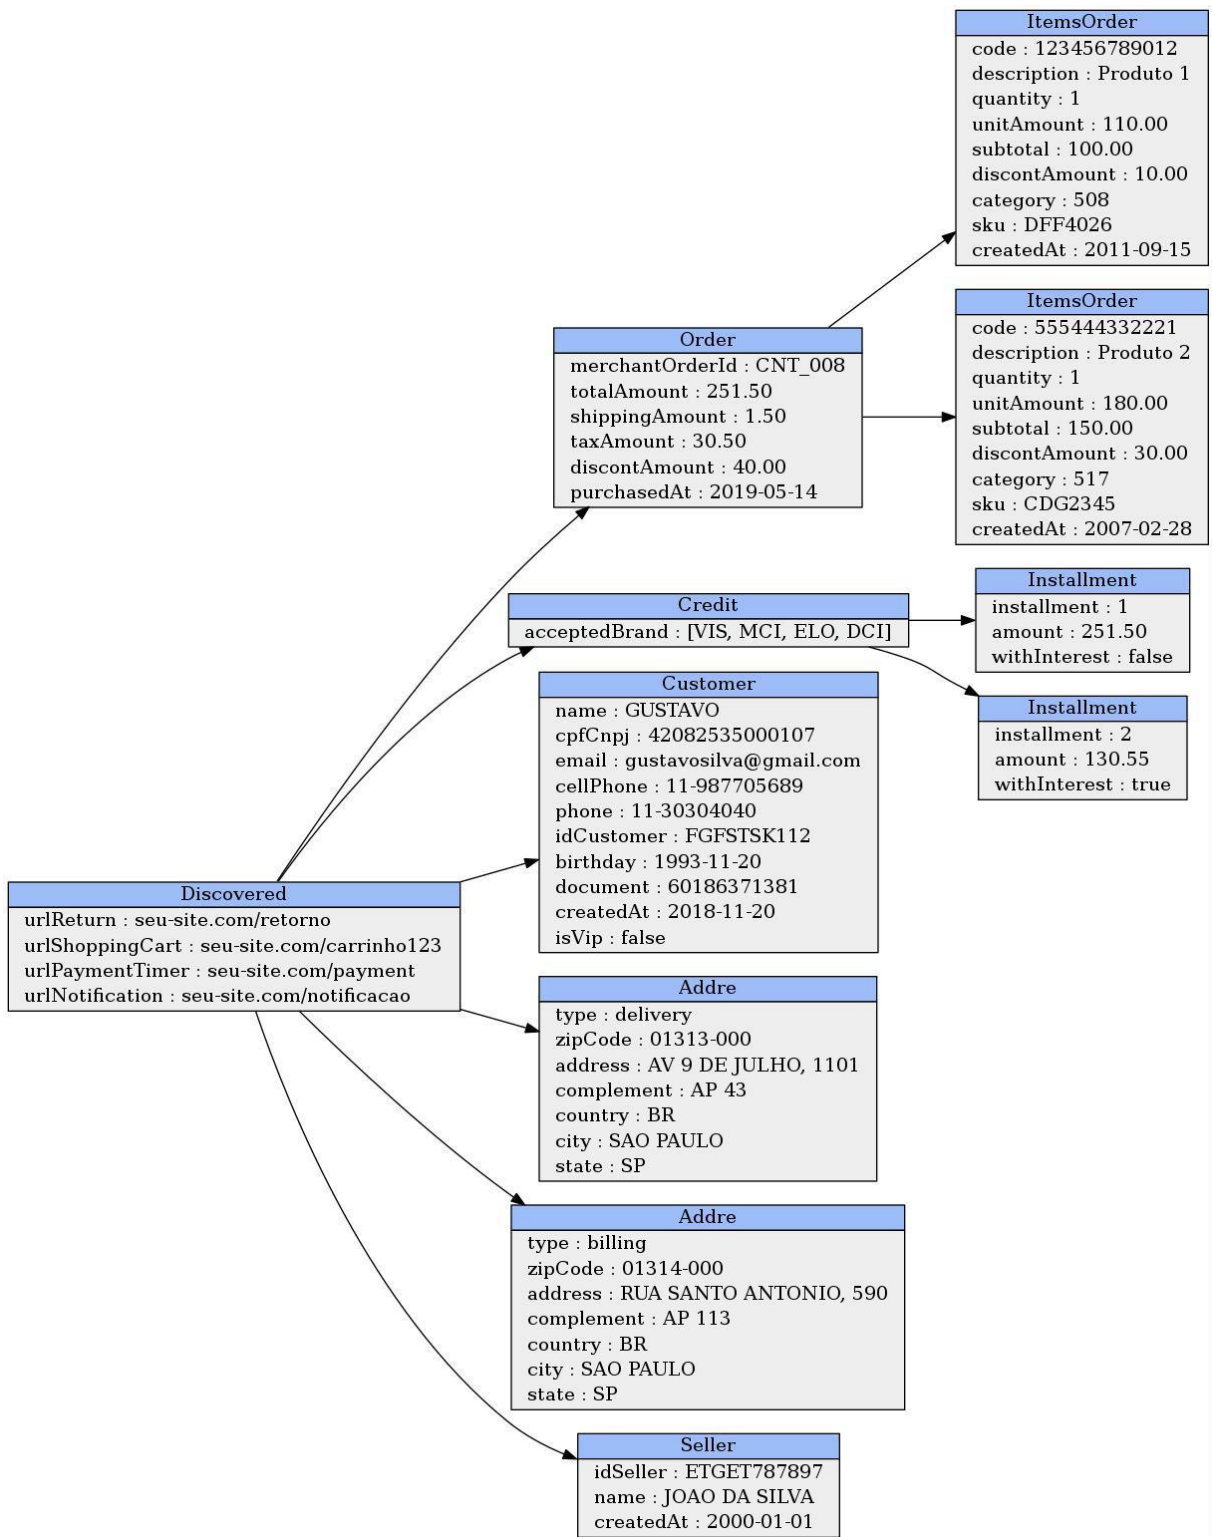 ItemsOrder
code : 123456789012
description : Produto 1
quantity : 1
unitAmount : 110.00
subtotal : 100.00
discontAmount : 10.00
category : 508
sku : DFF4026
createdAt : 2011-09-15
ItemsOrder
code : 555444332221
description : Produto 2
quantity : 1
unitAmount : 180.00
subtotal : 150.00
discontAmount : 30.00
category : 517
sku : CDG2345
createdAt : 2007-02-28
Order
merchantOrderId : CNT_008
totalAmount : 251.50
shippingAmount : 1.50
taxAmount : 30.50
discontAmount : 40.00
purchasedAt : 2019-05-14
Credit
acceptedBrand : [VIS, MCI, ELO, DCI]
Installment
installment : 1
amount : 251.50
withInterest : false
Installment
installment : 2
amount : 130.55
withInterest : true
Customer
name : GUSTAVO
cpfCnpj : 42082535000107
email : gustavosilva@gmail.com
cellPhone : 11-987705689
phone : 11-30304040
idCustomer : FGFSTSK112
birthday : 1993-11-20
document : 60186371381
createdAt : 2018-11-20
isVip : false
Discovered
urlReturn : seu-site.com/retorno
urlShoppingCart : seu-site.com/carrinho123
urlPaymentTimer : seu-site.com/payment
urlNotification : seu-site.com/notificacao
Addre
type : delivery
zipCode : 01313-000
address : AV 9 DE JULHO, 1101
complement : AP 43
country : BR
city : SAO PAULO
state : SP
Addre
type : billing
zipCode : 01314-000
address : RUA SANTO ANTONIO, 590
complement : AP 113
country : BR
city : SAO PAULO
state : SP
Seller
idSeller : ETGET787897
name : JOAO DA SILVA
createdAt : 2000-01-01